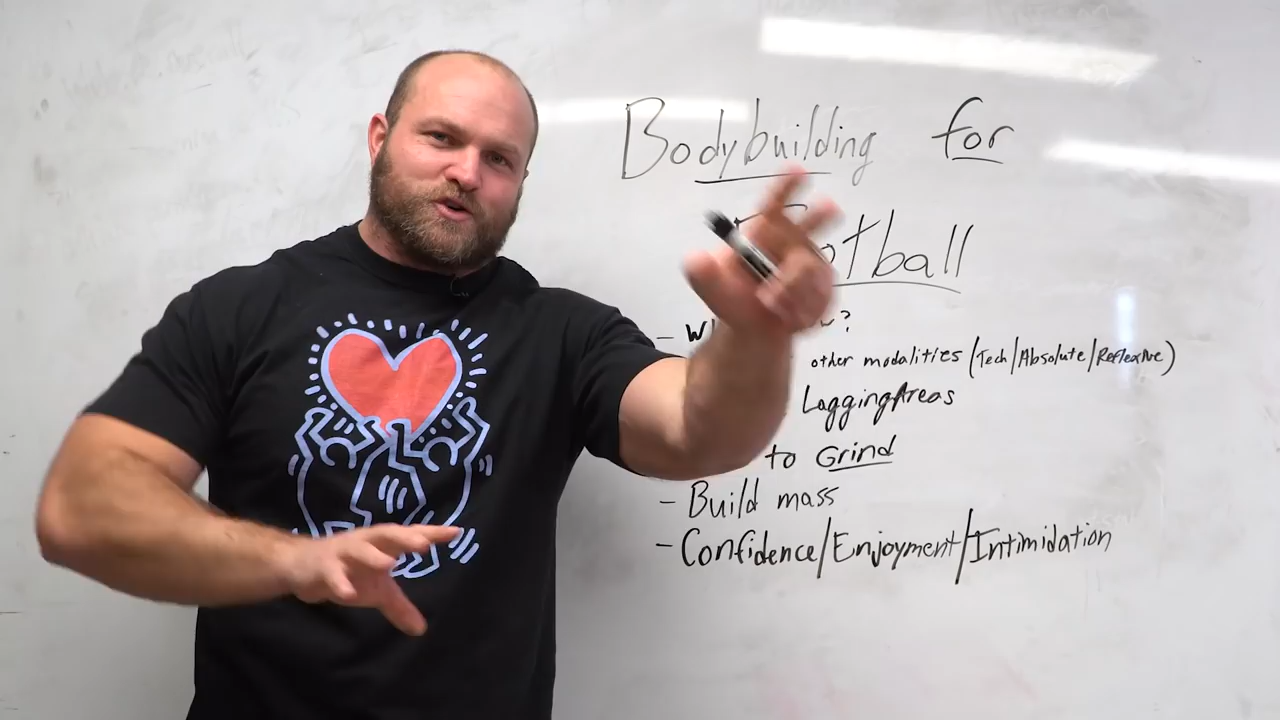 Bodybuilding for
otball
- w?
other modalities (Tech/Absolute/Reflexive)
LaggingAreas
to Grind
- Build mass
- Confidence/Enjoyment/Intimidation